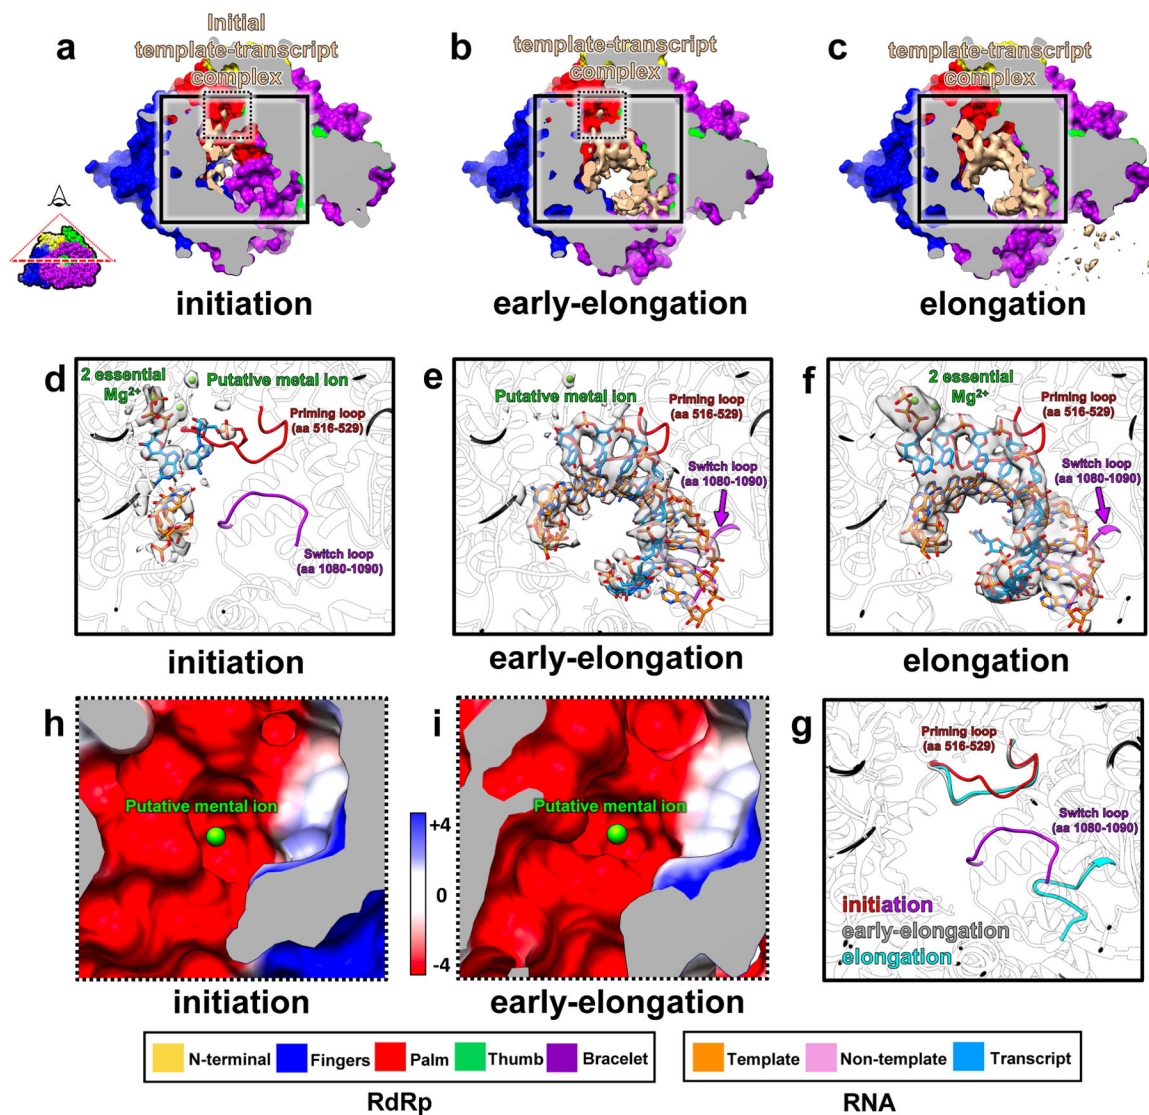 a
Initial
template-transcript
complex
initiation
b
template-transcript
complex
early-elongation
c
template-transcript
complex
elongation
d
2 essential
Mg²⁺
Putative metal ion
Priming loop
(aa 516-529)
Switch loop
(aa 1080-1090)
initiation
e
Putative metal ion
Priming loop
(aa 516-529)
Switch loop
(aa 1080-1090)
early-elongation
f
2 essential
Mg²⁺
Priming loop
(aa 516-529)
Switch loop
(aa 1080-1090)
elongation
h
Putative mental ion
initiation
+4
0
-4
i
Putative mental ion
early-elongation
g
Priming loop
(aa 516-529)
Switch loop
(aa 1080-1090)
initiation
early-elongation
elongation
N-terminal Fingers Palm Thumb Bracelet
RdRp
Template Non-template Transcript
RNA